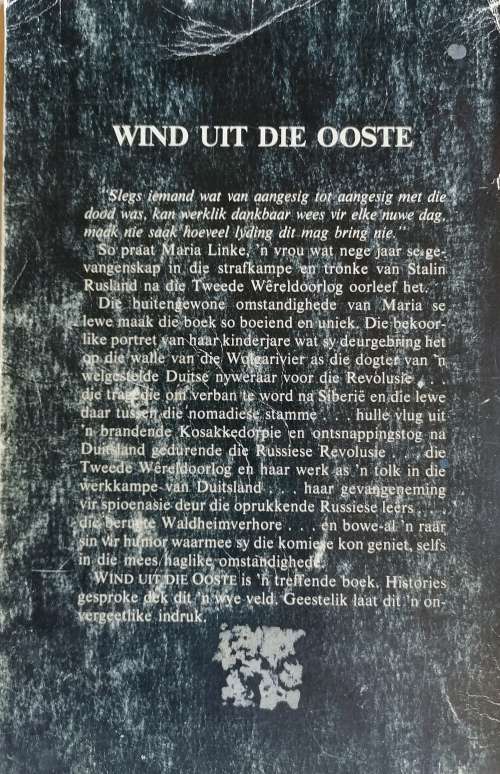 WIND UIT DIE OOSTE
"Slegs iemand wat van aangesig tot aangesig met die
dood was, kan werklik dankbaar wees vir elke nuwe dag,
maak nie saak hoeveel lyding dit mag bring nie."
So praat Maria Linke, 'n vrou wat nege jaar se ge-
vangenskap in die strafkampe en tronke van Stalin
Rusland na die Tweede Wêreldoorlog oorleef het.
Die buitengewone omstandighede van Maria se
lewe maak die boek so boeiend en uniek. Die bekoor-
like portret van haar kinderjare wat sy deurgebring het
op die walle van die Wolgarivier as die dogter van 'n
welgestelde Duitse nyweraar voor die Revolusie . . .
die tragedie om verban te word na Siberië en die lewe
daar tussen die nomadiese stamme . . . hulle vlug uit
'n brandende Kosakkedorpie en ontsnappingstog na
Duitsland gedurende die Russiese Revolusie . . . die
Tweede Wêreldoorlog en haar werk as 'n tolk in die
werkkampe van Duitsland . . . . haar gevangeneming
vir spioenasie deur die oprukkende Russiese leërs . . .
die berugte Waldheimverhore . . . . en bowe-al 'n raar
sin vir humor waarmee sy die komiese kon geniet, selfs
in die mees haglike omstandighede.
WIND UIT DIE OOSTE is 'n treffende boek. Histories
gesproke dek dit 'n wye veld. Geestelik laat dit 'n on-
vergeetlike indruk.